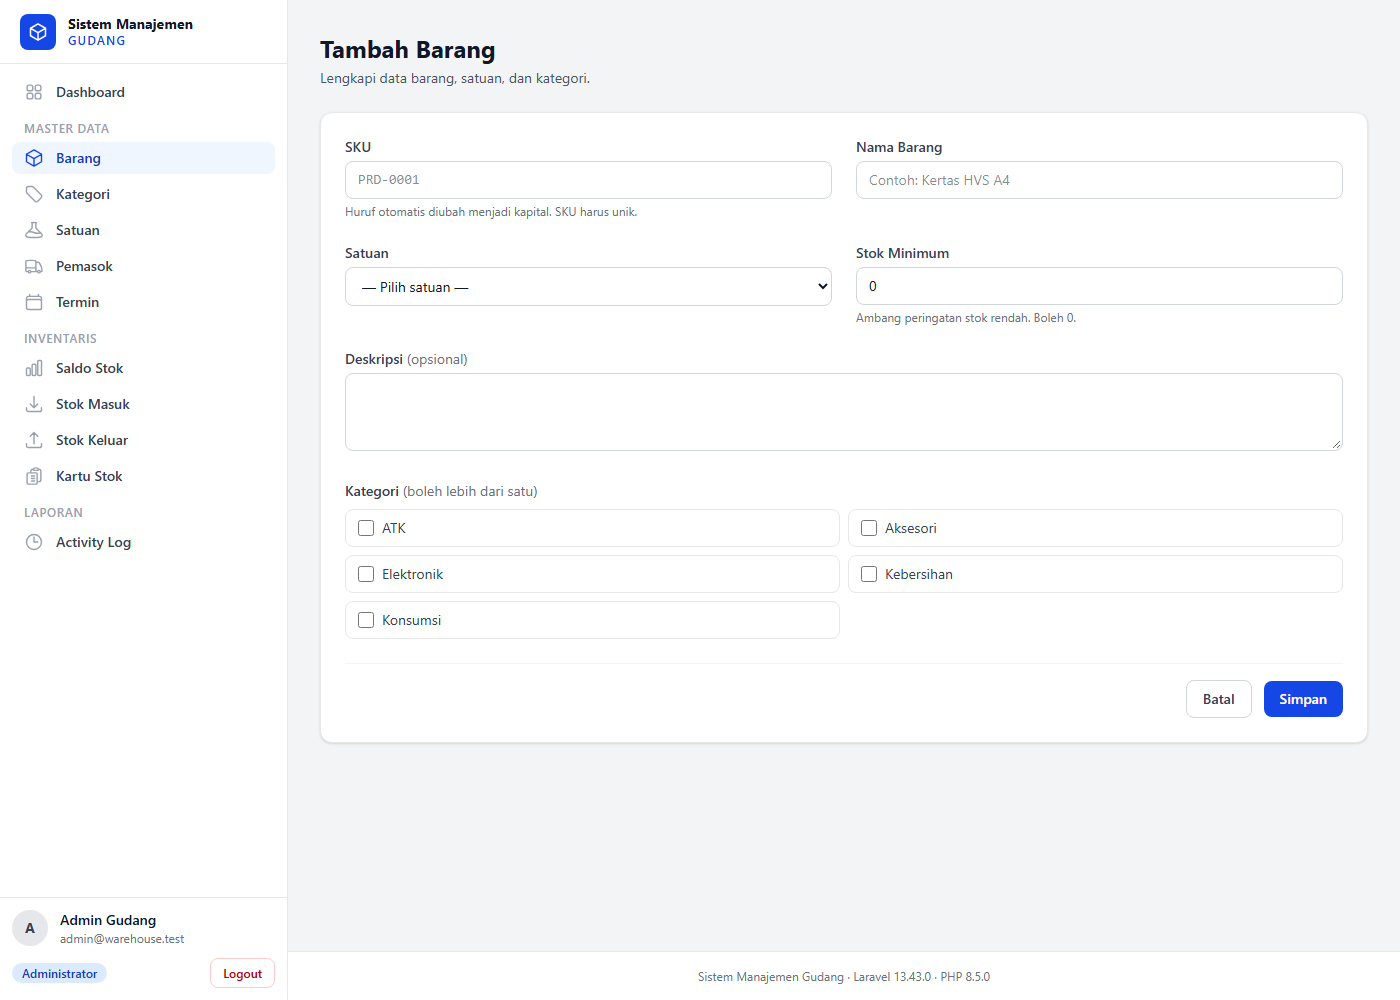 Sistem Manajemen
GUDANG
Dashboard
MASTER DATA
Barang
Kategori
Satuan
Pemasok
Termin
INVENTARIS
Saldo Stok
Stok Masuk
Stok Keluar
Kartu Stok
LAPORAN
Activity Log
A
Admin Gudang
admin@warehouse.test
Administrator
Logout
Tambah Barang
Lengkapi data barang, satuan, dan kategori.
SKU
PRD-0001
Huruf otomatis diubah menjadi kapital. SKU harus unik.
Nama Barang
Contoh: Kertas HVS A4
Satuan
— Pilih satuan —
Stok Minimum
0
Ambang peringatan stok rendah. Boleh 0.
Deskripsi (opsional)
Kategori (boleh lebih dari satu)
ATK
Aksesori
Elektronik
Kebersihan
Konsumsi
Batal
Simpan
Sistem Manajemen Gudang · Laravel 13.43.0 · PHP 8.5.0